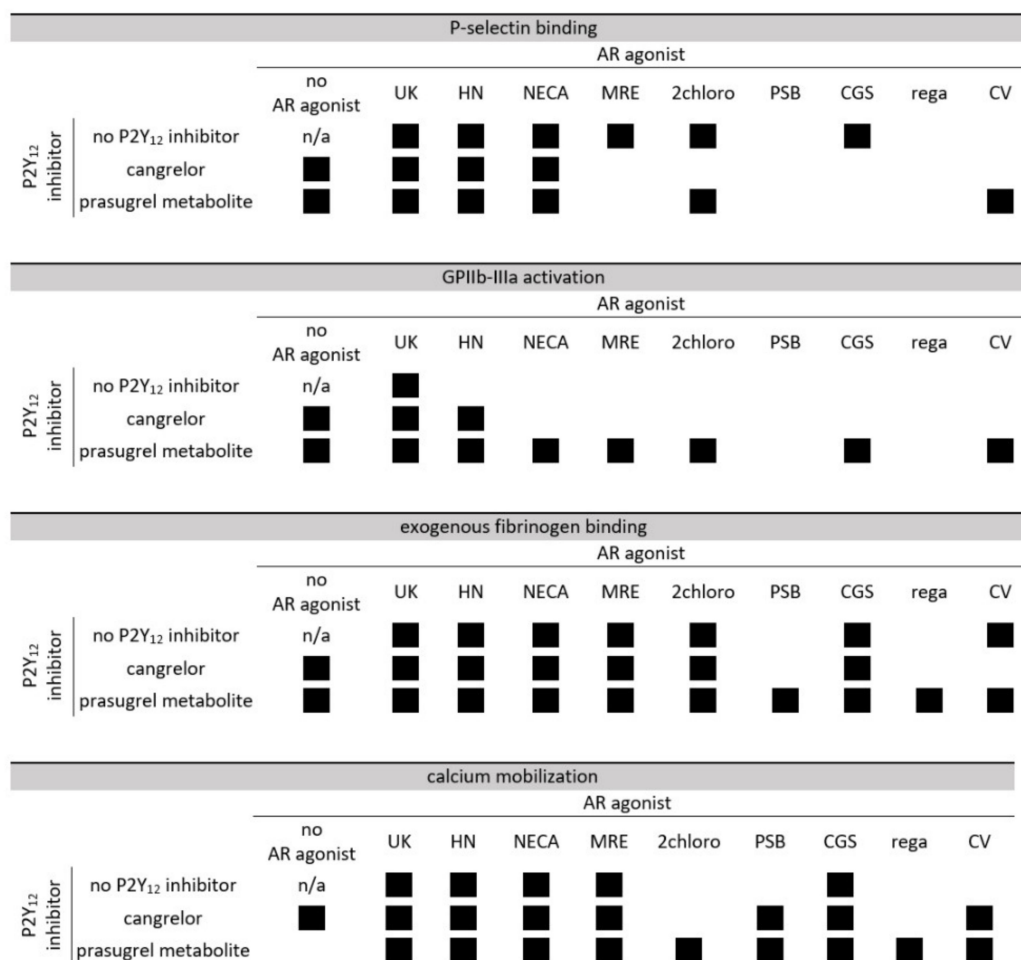 P-selectin binding
AR agonist
no AR agonist UK HN NECA MRE 2chloro PSB CGS rega CV
P2Y12 inhibitor
no P2Y12 inhibitor n/a
cangrelor
prasugrel metabolite
GPIIb-IIIa activation
AR agonist
no AR agonist UK HN NECA MRE 2chloro PSB CGS rega CV
P2Y12 inhibitor
no P2Y12 inhibitor n/a
cangrelor
prasugrel metabolite
exogenous fibrinogen binding
AR agonist
no AR agonist UK HN NECA MRE 2chloro PSB CGS rega CV
P2Y12 inhibitor
no P2Y12 inhibitor n/a
cangrelor
prasugrel metabolite
calcium mobilization
AR agonist
no AR agonist UK HN NECA MRE 2chloro PSB CGS rega CV
P2Y12 inhibitor
no P2Y12 inhibitor n/a
cangrelor
prasugrel metabolite